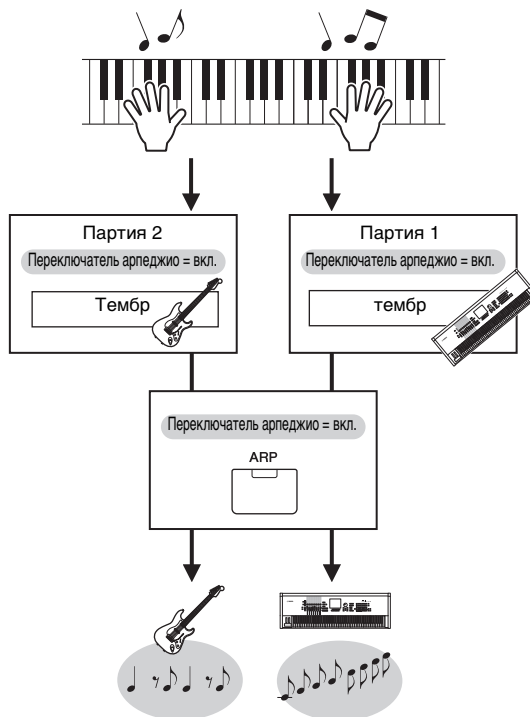 Партия 2
Переключатель арпеджио = вкл.
Тембр
Партия 1
Переключатель арпеджио = вкл.
тембр
Переключатель арпеджио = вкл.
ARP